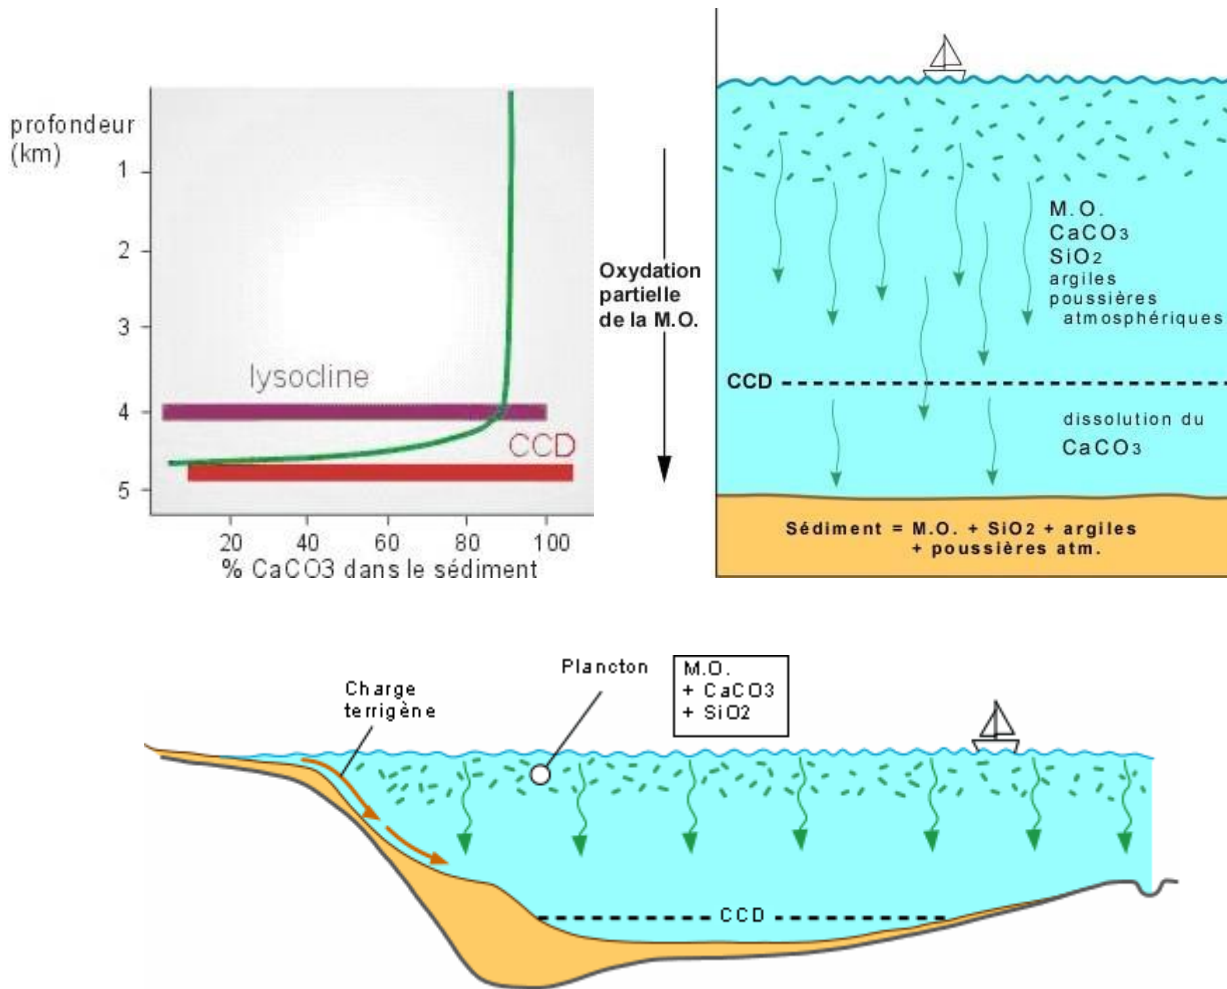 profondeur
(km)
1
2
3
4
5
lysocline
CCD
20 40 60 80 100
% CaCO3 dans le sédiment
Oxydation
partielle
de la M.O.
M.O.
CaCO3
SiO2
argiles
poussières
atmosphériques
CCD
dissolution du
CaCO3
Sédiment = M.O. + SiO2 + argiles
+ poussières atm.
Plancton
M.O.
+ CaCO3
+ SiO2
Charge
terrigène
CCD